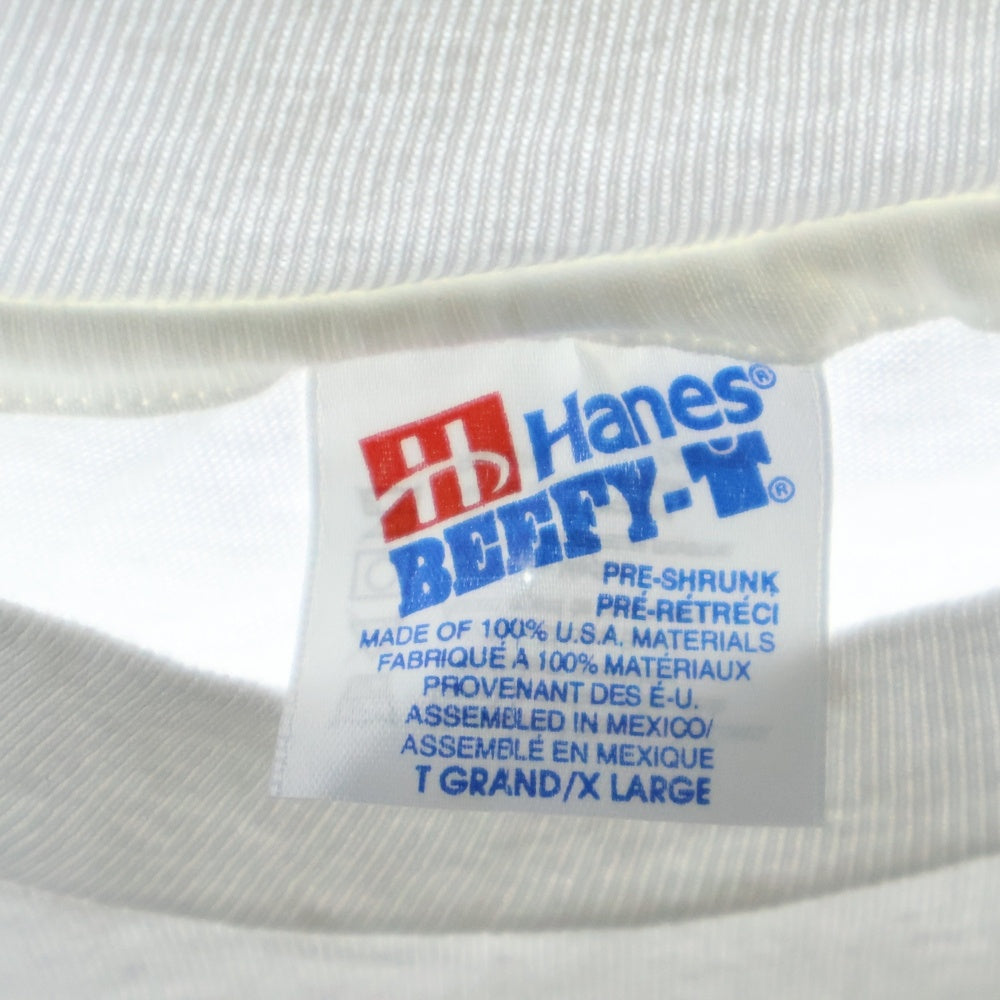 Hanes®
BEEFY-T®
PRE-SHRUNK
PRÉ-RÉTRÉCI
MADE OF 100% U.S.A. MATERIALS
FABRIQUÉ À 100% MATÉRIAUX
PROVENANT DES É-U.
ASSEMBLED IN MEXICO/
ASSEMBLÉ EN MEXIQUE
T GRAND/X LARGE